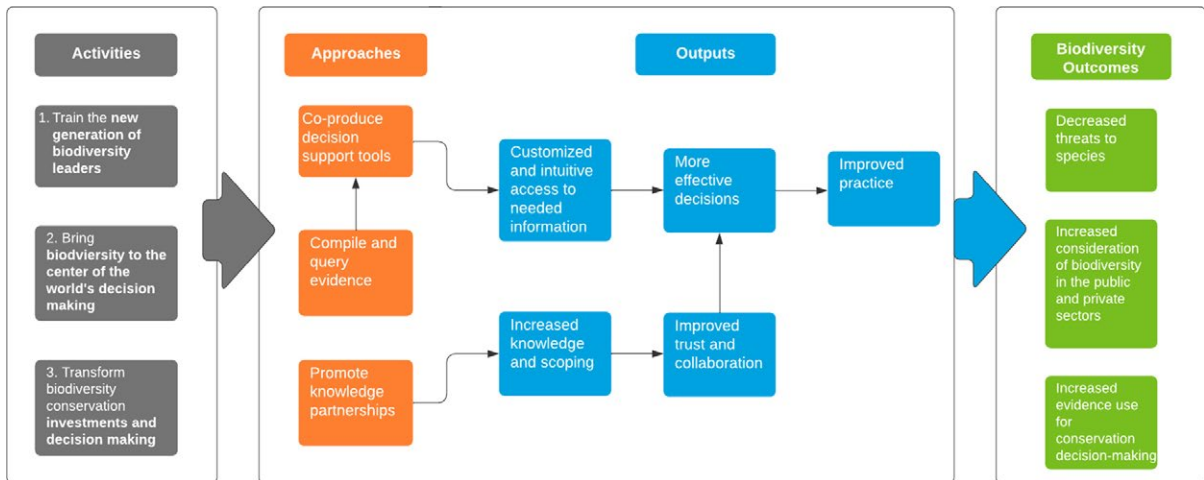 Activities
1. Train the new
generation of
biodiversity
leaders
2. Bring
biodviersity to the
center of the
world's decision
making
3. Transform
biodiversity
conservation
investments and
decision making
Approaches
Co-produce
decision
support tools
Compile and
query
evidence
Promote
knowledge
partnerships
Outputs
Customized
and intuitive
access to
needed
information
More
effective
decisions
Improved
practice
Increased
knowledge
and scoping
Improved
trust and
collaboration
Biodiversity
Outcomes
Decreased
threats to
species
Increased
consideration
of biodiversity
in the public
and private
sectors
Increased
evidence use
for
conservation
decision-making